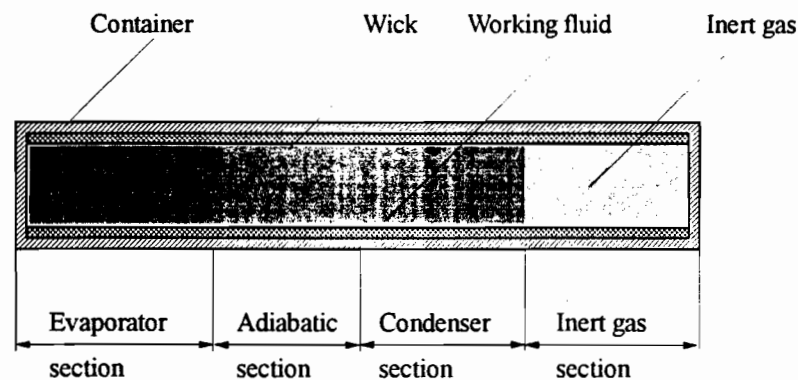 Container Wick Working fluid Inert gas
Evaporator Adiabatic Condenser Inert gas
section section section section